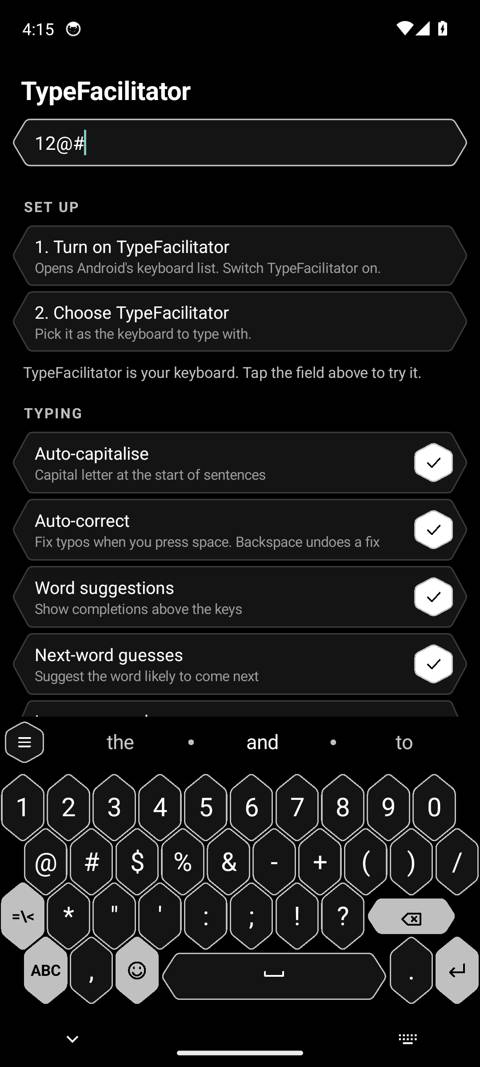 4:15
TypeFacilitator
12@#
SET UP
1. Turn on TypeFacilitator
Opens Android's keyboard list. Switch TypeFacilitator on.
2. Choose TypeFacilitator
Pick it as the keyboard to type with.
TypeFacilitator is your keyboard. Tap the field above to try it.
TYPING
Auto-capitalise
Capital letter at the start of sentences
Auto-correct
Fix typos when you press space. Backspace undoes a fix
Word suggestions
Show completions above the keys
Next-word guesses
Suggest the word likely to come next
the • and • to
1 2 3 4 5 6 7 8 9 0
@ # $ % & - + ( ) /
=\< * " ' : ; ! ?
ABC , .